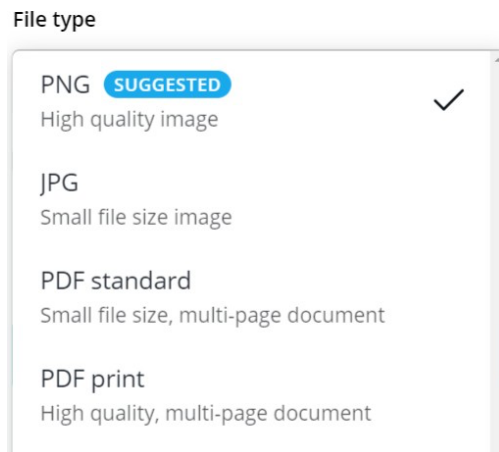 File type
PNG SUGGESTED
High quality image
JPG
Small file size image
PDF standard
Small file size, multi-page document
PDF print
High quality, multi-page document